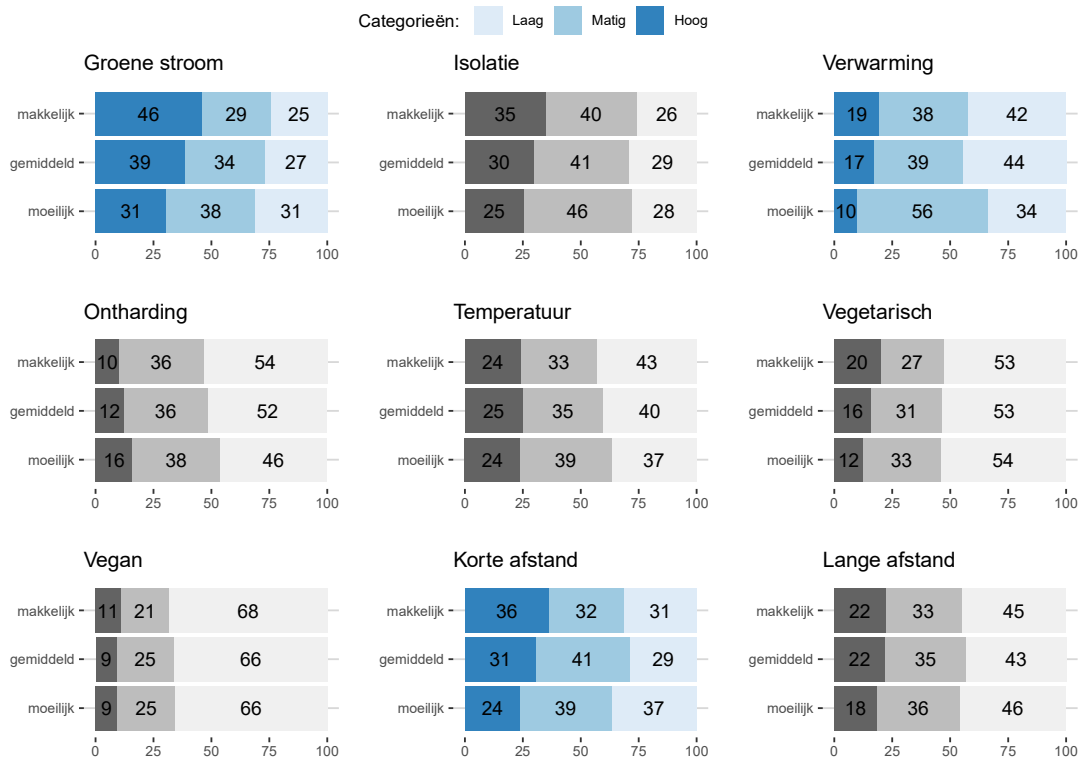 Categorieën: Laag Matig Hoog
Groene stroom Isolatie Verwarming
makkelijk 46 29 25 makkelijk 35 40 26 makkelijk 19 38 42
gemiddeld 39 34 27 gemiddeld 30 41 29 gemiddeld 17 39 44
moeilijk 31 38 31 moeilijk 25 46 28 moeilijk 10 56 34
0 25 50 75 100 0 25 50 75 100 0 25 50 75 100
Ontharding Temperatuur Vegetarisch
makkelijk 10 36 54 makkelijk 24 33 43 makkelijk 20 27 53
gemiddeld 12 36 52 gemiddeld 25 35 40 gemiddeld 16 31 53
moeilijk 16 38 46 moeilijk 24 39 37 moeilijk 12 33 54
0 25 50 75 100 0 25 50 75 100 0 25 50 75 100
Vegan Korte afstand Lange afstand
makkelijk 11 21 68 makkelijk 36 32 31 makkelijk 22 33 45
gemiddeld 9 25 66 gemiddeld 31 41 29 gemiddeld 22 35 43
moeilijk 9 25 66 moeilijk 24 39 37 moeilijk 18 36 46
0 25 50 75 100 0 25 50 75 100 0 25 50 75 100